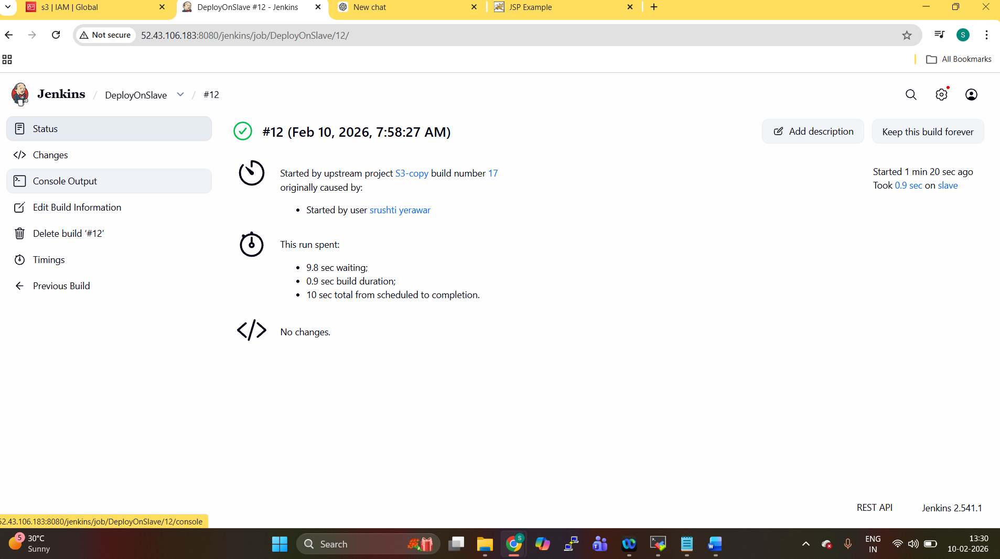 s3 | IAM | Global
DeployOnSlave #12 - Jenkins
New chat
JSP Example
Not secure
52.43.106.183:8080/jenkins/job/DeployOnSlave/12/
S
All Bookmarks
Jenkins / DeployOnSlave / #12
Status
Changes
Console Output
Edit Build Information
Delete build ‘#12’
Timings
Previous Build
#12 (Feb 10, 2026, 7:58:27 AM)
Add description
Keep this build forever
Started by upstream project S3-copy build number 17
originally caused by:
• Started by user srushti yerawar
Started 1 min 20 sec ago
Took 0.9 sec on slave
This run spent:
• 9.8 sec waiting;
• 0.9 sec build duration;
• 10 sec total from scheduled to completion.
No changes.
REST API
Jenkins 2.541.1
52.43.106.183:8080/jenkins/job/DeployOnSlave/12/console
5
30°C
Sunny
Search
S
ENG
IN
13:30
10-02-2026